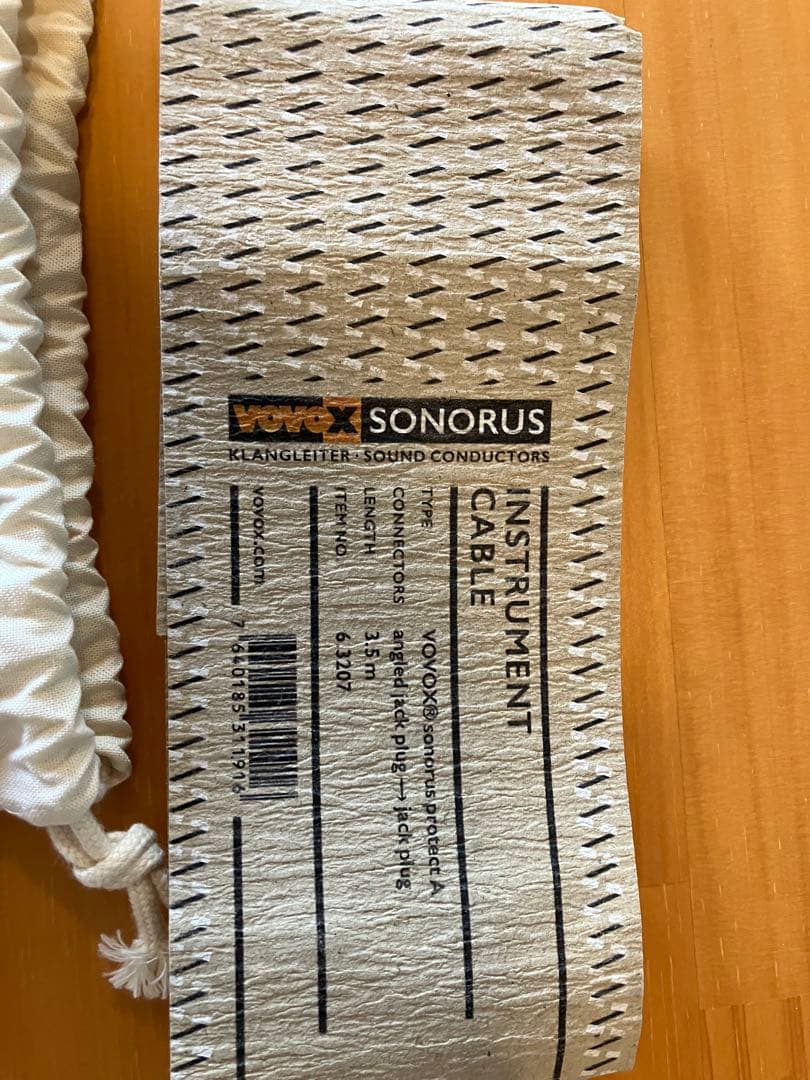 VOVOX SONORUS
KLANGLEITER · SOUND CONDUCTORS
INSTRUMENT
CABLE
TYPE VOVOX® sonorus protect A
CONNECTORS angled jack plug → jack plug
LENGTH 3.5 m
ITEM NO. 6.3207
vovox.com
7 640185 311916